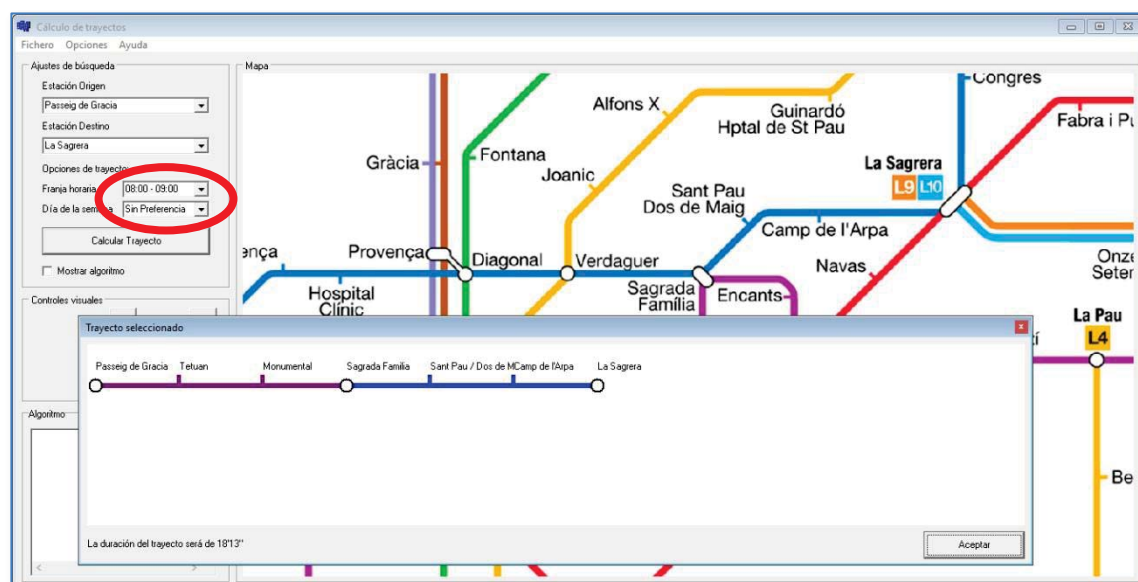 Cálculo de trayectos
Fichero Opciones Ayuda
Ajustes de búsqueda
Estación Origen
Passeig de Gracia
Estación Destino
La Sagrera
Opciones de trayecto
Franja horaria
08:00 - 09:00
Día de la semana
Sin Preferencia
Calcular Trayecto
Mostrar algoritmo
Controles visuales
Algoritmo
Mapa
Congres
Alfons X
Guinardó
Hptal de St Pau
Fabra i Pu
Gràcia
Fontana
Joanic
La Sagrera
L9 L10
Sant Pau
Dos de Maig
Camp de l'Arpa
ença
Provença
Diagonal
Verdaguer
Navas
Onze
Seter
Hospital
Clínic
Sagrada
Família
Encants
La Pau
L4
tí
Be
Trayecto seleccionado
Passeig de Gracia Tetuan Monumental Sagrada Familia Sant Pau / Dos de M Camp de l'Arpa La Sagrera
La duración del trayecto será de 18'13"
Aceptar